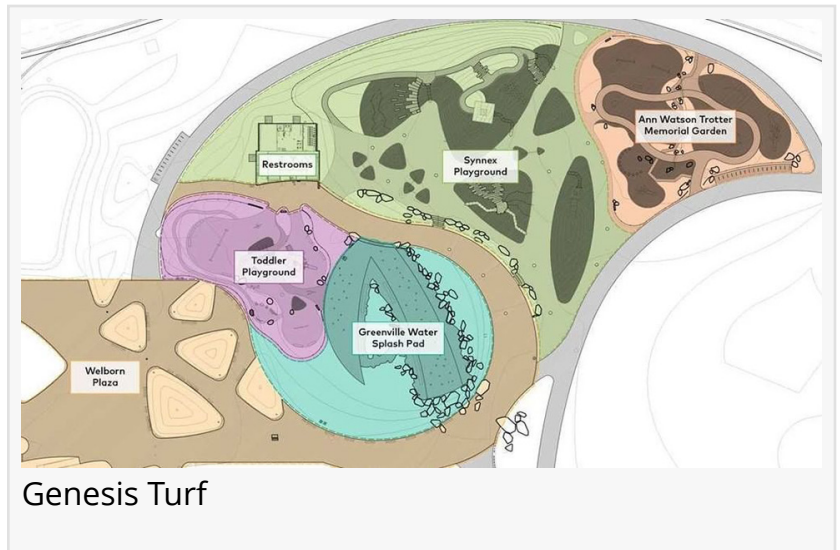 Ann Watson Trotter
Memorial Garden
Restrooms
Synnex
Playground
Toddler
Playground
Greenville Water
Splash Pad
Welborn
Plaza
Genesis Turf